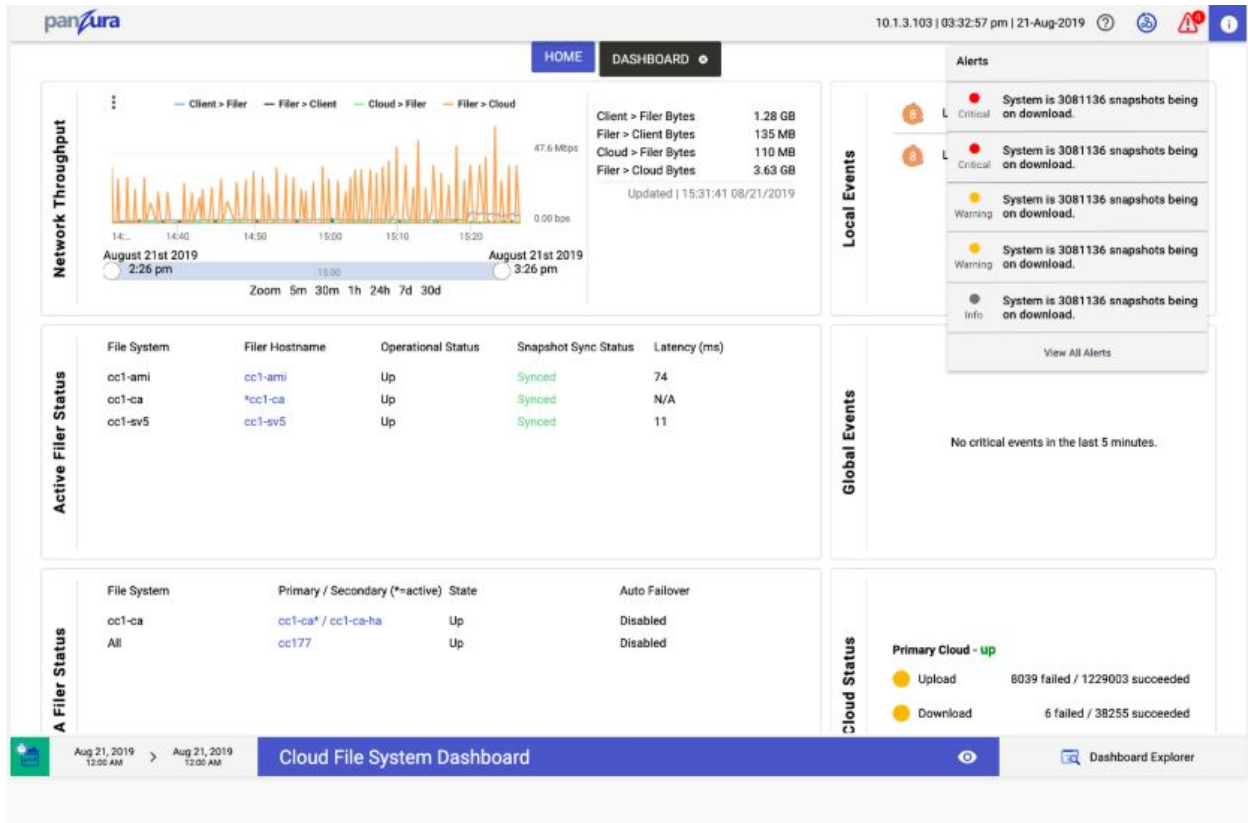 panzura
10.1.3.103 | 03:32:57 pm | 21-Aug-2019
4
HOME
DASHBOARD
Alerts
Critical
System is 3081136 snapshots being
on download.
Critical
System is 3081136 snapshots being
on download.
Warning
System is 3081136 snapshots being
on download.
Warning
System is 3081136 snapshots being
on download.
Info
System is 3081136 snapshots being
on download.
View All Alerts
Network Throughput
Client > Filer
Filer > Client
Cloud > Filer
Filer > Cloud
47.6 Mbps
0.00 bps
14:...
14:40
14:50
15:00
15:10
15:20
August 21st 2019
2:26 pm
August 21st 2019
3:26 pm
15:00
Zoom 5m 30m 1h 24h 7d 30d
Client > Filer Bytes 1.28 GB
Filer > Client Bytes 135 MB
Cloud > Filer Bytes 110 MB
Filer > Cloud Bytes 3.63 GB
Updated | 15:31:41 08/21/2019
Local Events
8 L
8 L
Active Filer Status
File System Filer Hostname Operational Status Snapshot Sync Status Latency (ms)
cc1-ami cc1-ami Up Synced 74
cc1-ca *cc1-ca Up Synced N/A
cc1-sv5 cc1-sv5 Up Synced 11
Global Events
No critical events in the last 5 minutes.
A Filer Status
File System Primary / Secondary (*=active) State Auto Failover
cc1-ca cc1-ca* / cc1-ca-ha Up Disabled
All cc177 Up Disabled
Cloud Status
Primary Cloud - up
Upload 8039 failed / 1229003 succeeded
Download 6 failed / 38255 succeeded
Aug 21, 2019
12:00 AM
>
Aug 21, 2019
12:00 AM
Cloud File System Dashboard
Dashboard Explorer